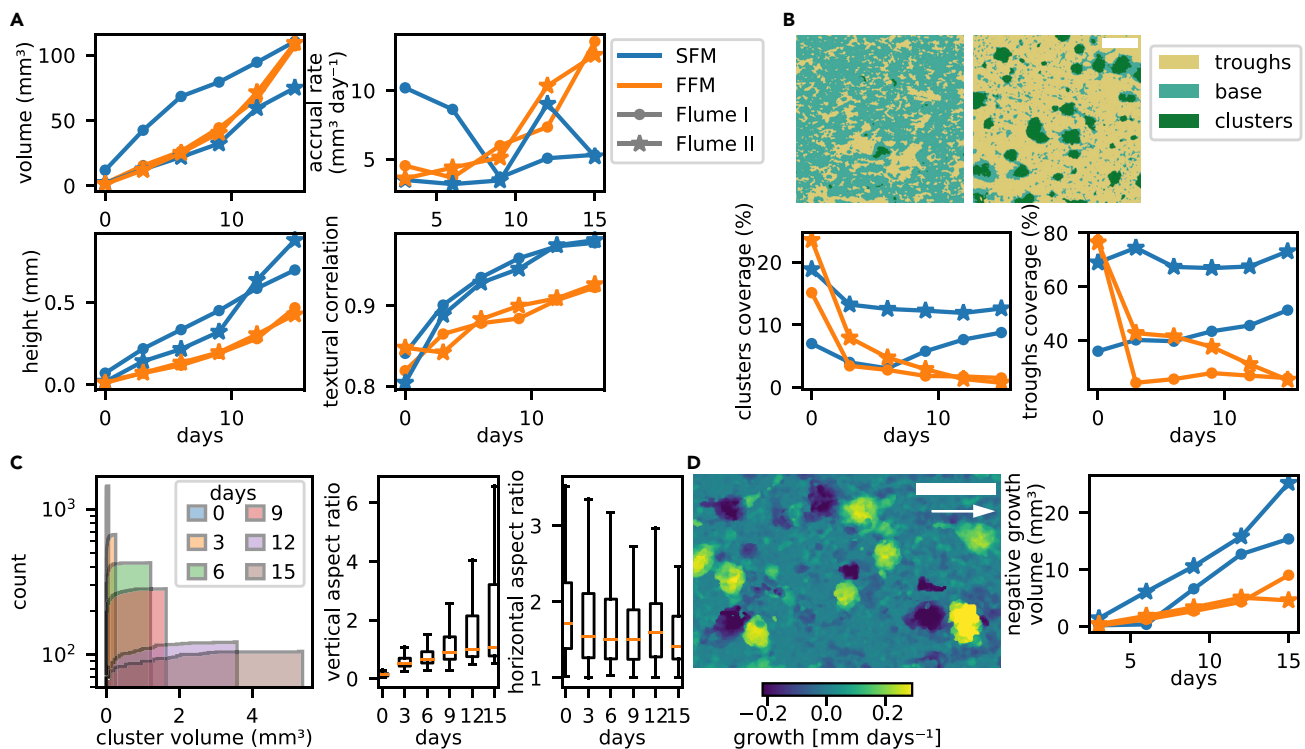 A
volume (mm³)
100
50
0
0
10
accrual rate
(mm³ day⁻¹)
10
5
5
10
15
SFM
FFM
Flume I
Flume II
height (mm)
0.5
0.0
0
10
days
textural correlation
0.9
0.8
0
10
days
B
troughs
base
clusters
clusters coverage (%)
20
10
0
0
10
days
troughs coverage (%)
80
60
40
0
10
days
C
count
10³
10²
days
0
9
3
12
6
15
0
2
4
cluster volume (mm³)
vertical aspect ratio
6
4
2
0
0 3 6 9 12 15
days
horizontal aspect ratio
3
2
1
0 3 6 9 12 15
days
D
−0.2
0.0
0.2
growth [mm days⁻¹]
negative growth
volume (mm³)
20
10
0
5
10
15
days